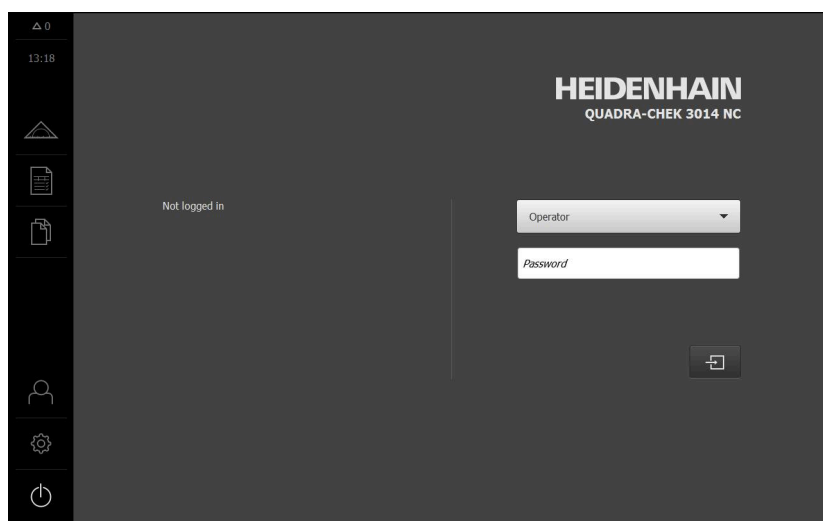 0
13:18
HEIDENHAIN
QUADRA-CHEK 3014 NC
Not logged in
Operator
Password